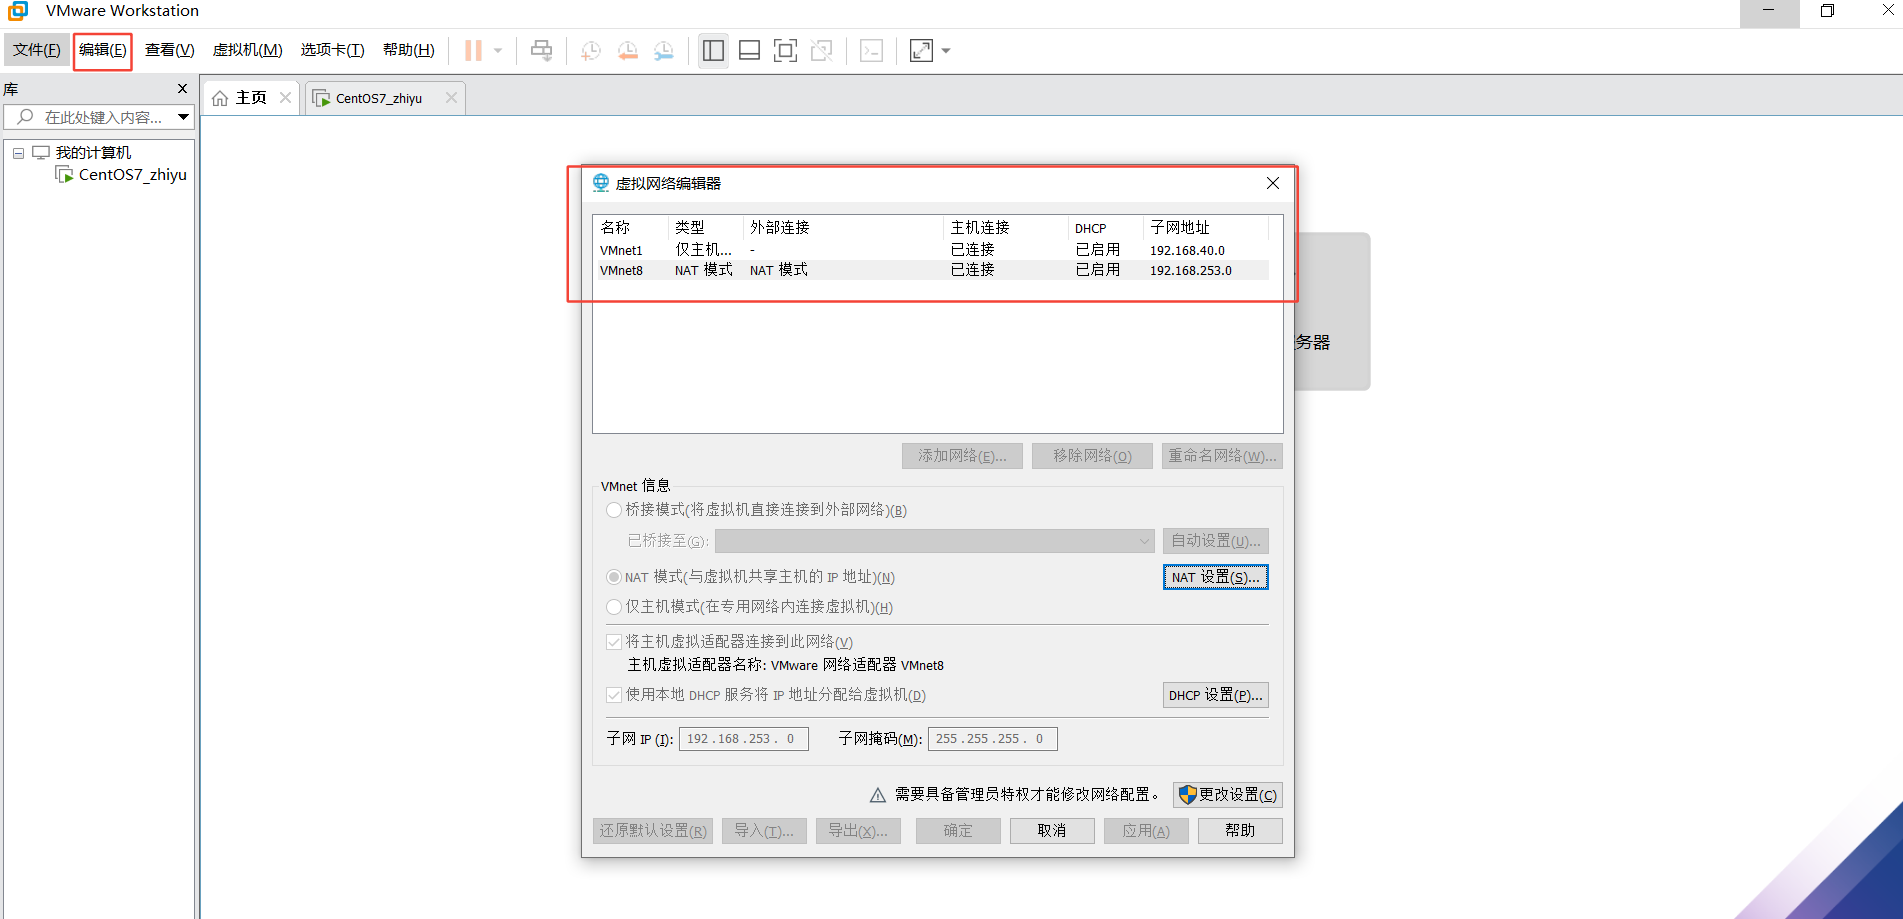 VMware Workstation
文件(F) 编辑(E) 查看(V) 虚拟机(M) 选项卡(T) 帮助(H)
库
在此处键入内容...
我的计算机
CentOS7_zhiyu
主页 CentOS7_zhiyu
虚拟网络编辑器
名称 类型 外部连接 主机连接 DHCP 子网地址
VMnet1 仅主机... - 已连接 已启用 192.168.40.0
VMnet8 NAT 模式 NAT 模式 已连接 已启用 192.168.253.0
务器
添加网络(E)... 移除网络(O) 重命名网络(W)...
VMnet 信息
桥接模式(将虚拟机直接连接到外部网络)(B)
已桥接至(G): 自动设置(U)...
NAT 模式(与虚拟机共享主机的 IP 地址)(N) NAT 设置(S)...
仅主机模式(在专用网络内连接虚拟机)(H)
将主机虚拟适配器连接到此网络(V)
主机虚拟适配器名称: VMware 网络适配器 VMnet8
使用本地 DHCP 服务将 IP 地址分配给虚拟机(D) DHCP 设置(P)...
子网 IP (I): 192.168.253. 0 子网掩码(M): 255.255.255. 0
需要具备管理员特权才能修改网络配置。 更改设置(C)
还原默认设置(R) 导入(T)... 导出(X)... 确定 取消 应用(A) 帮助